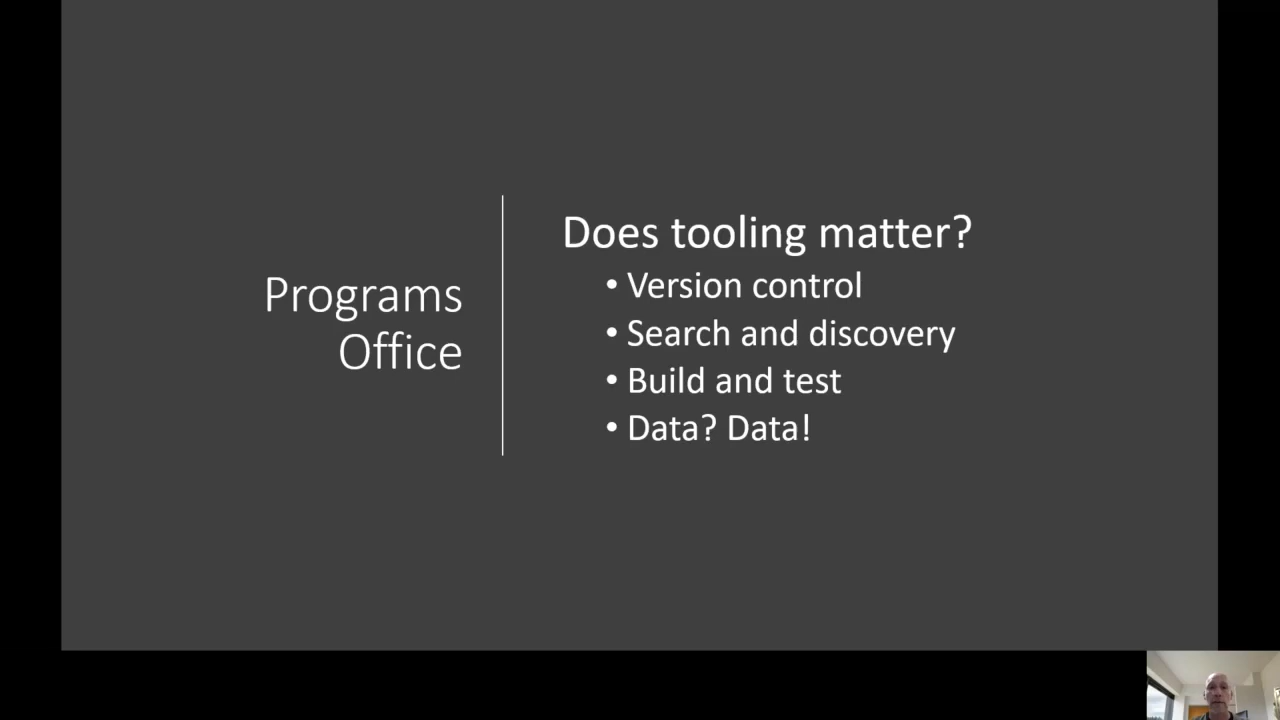 Programs
Office
Does tooling matter?
• Version control
• Search and discovery
• Build and test
• Data? Data!